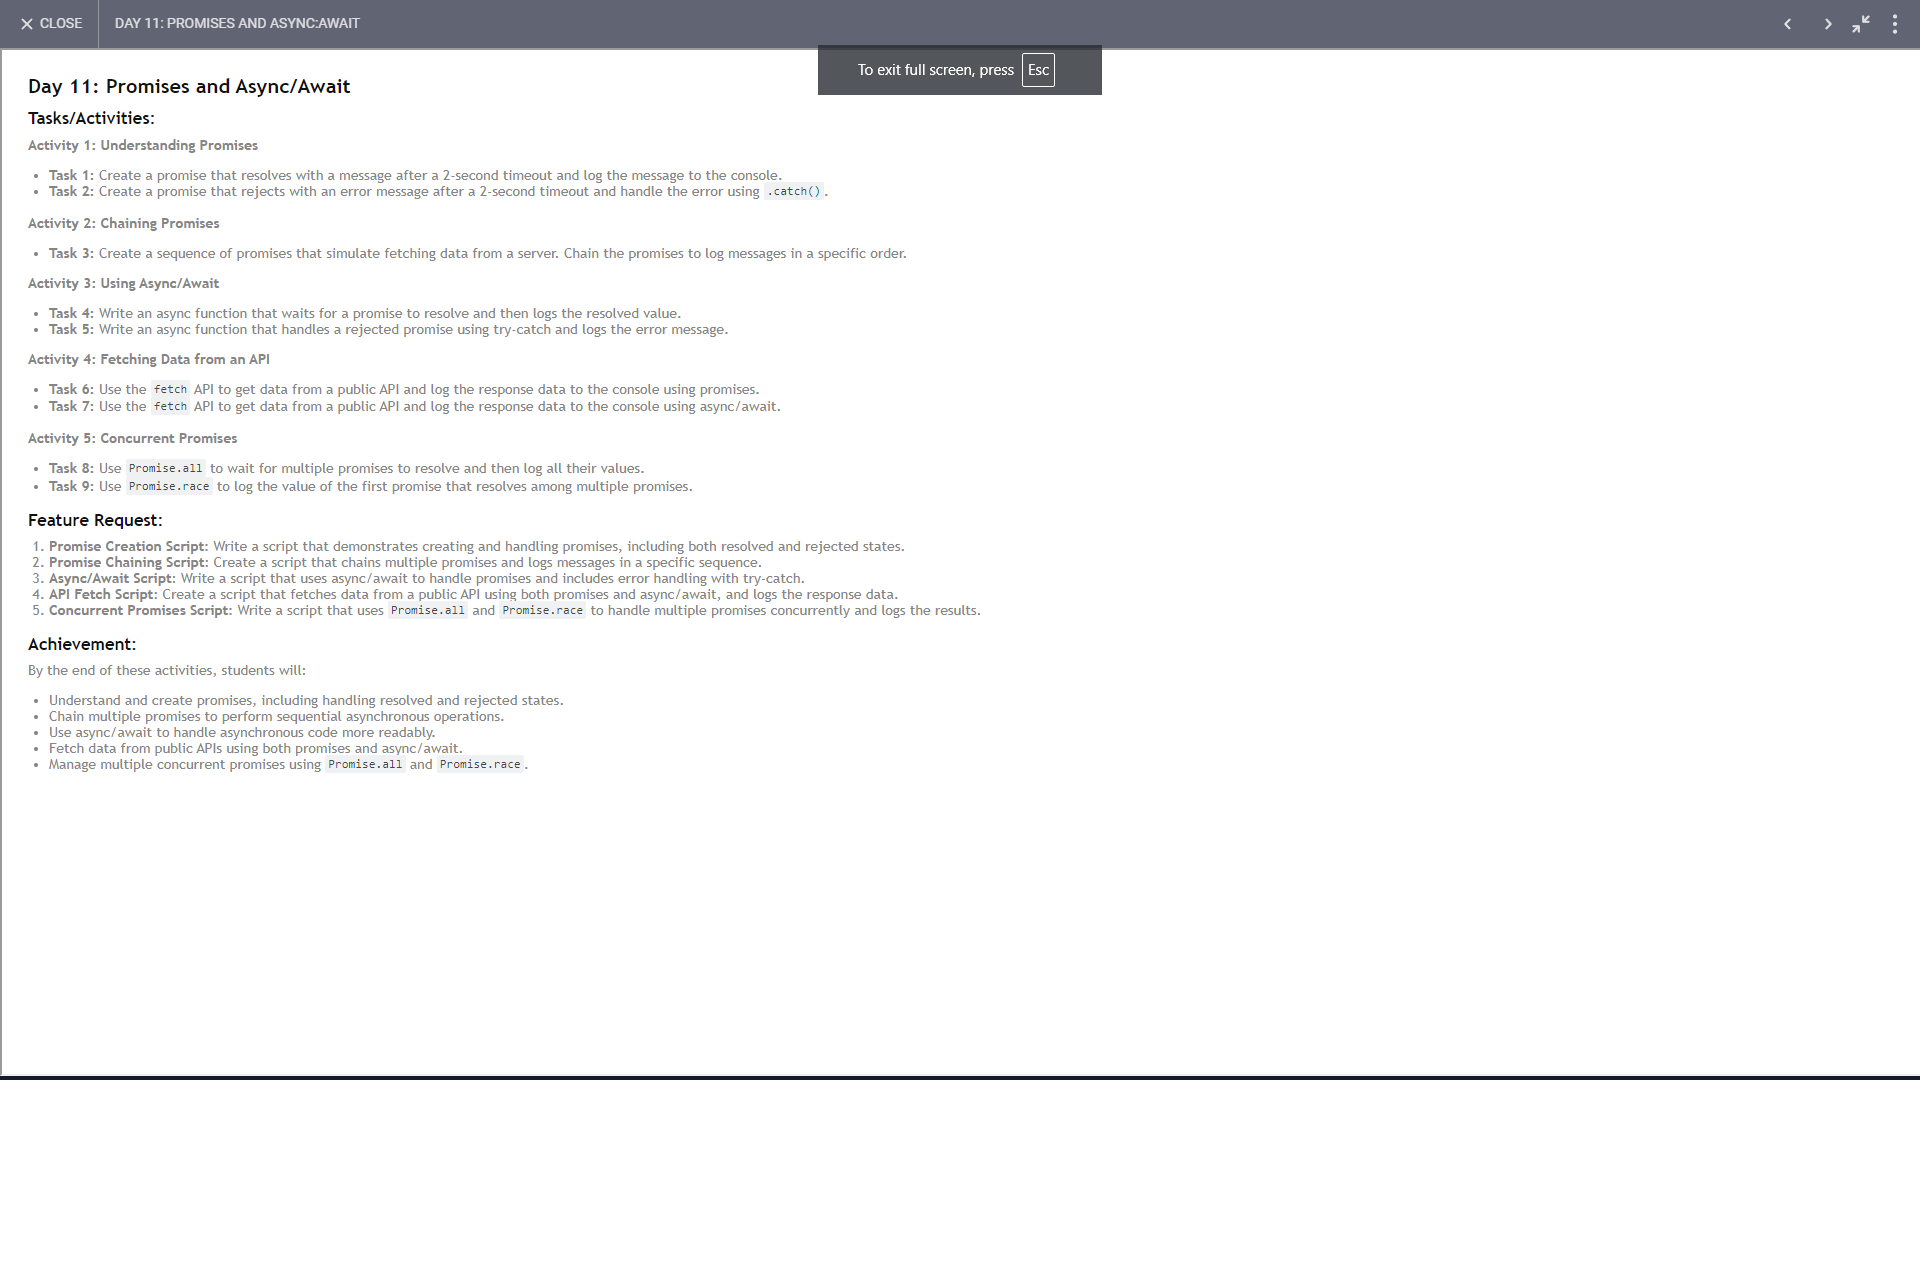 CLOSE
DAY 11: PROMISES AND ASYNC:AWAIT
To exit full screen, press Esc
Day 11: Promises and Async/Await
Tasks/Activities:
Activity 1: Understanding Promises
• Task 1: Create a promise that resolves with a message after a 2-second timeout and log the message to the console.
• Task 2: Create a promise that rejects with an error message after a 2-second timeout and handle the error using .catch().
Activity 2: Chaining Promises
• Task 3: Create a sequence of promises that simulate fetching data from a server. Chain the promises to log messages in a specific order.
Activity 3: Using Async/Await
• Task 4: Write an async function that waits for a promise to resolve and then logs the resolved value.
• Task 5: Write an async function that handles a rejected promise using try-catch and logs the error message.
Activity 4: Fetching Data from an API
• Task 6: Use the fetch API to get data from a public API and log the response data to the console using promises.
• Task 7: Use the fetch API to get data from a public API and log the response data to the console using async/await.
Activity 5: Concurrent Promises
• Task 8: Use Promise.all to wait for multiple promises to resolve and then log all their values.
• Task 9: Use Promise.race to log the value of the first promise that resolves among multiple promises.
Feature Request:
1. Promise Creation Script: Write a script that demonstrates creating and handling promises, including both resolved and rejected states.
2. Promise Chaining Script: Create a script that chains multiple promises and logs messages in a specific sequence.
3. Async/Await Script: Write a script that uses async/await to handle promises and includes error handling with try-catch.
4. API Fetch Script: Create a script that fetches data from a public API using both promises and async/await, and logs the response data.
5. Concurrent Promises Script: Write a script that uses Promise.all and Promise.race to handle multiple promises concurrently and logs the results.
Achievement:
By the end of these activities, students will:
• Understand and create promises, including handling resolved and rejected states.
• Chain multiple promises to perform sequential asynchronous operations.
• Use async/await to handle asynchronous code more readably.
• Fetch data from public APIs using both promises and async/await.
• Manage multiple concurrent promises using Promise.all and Promise.race.